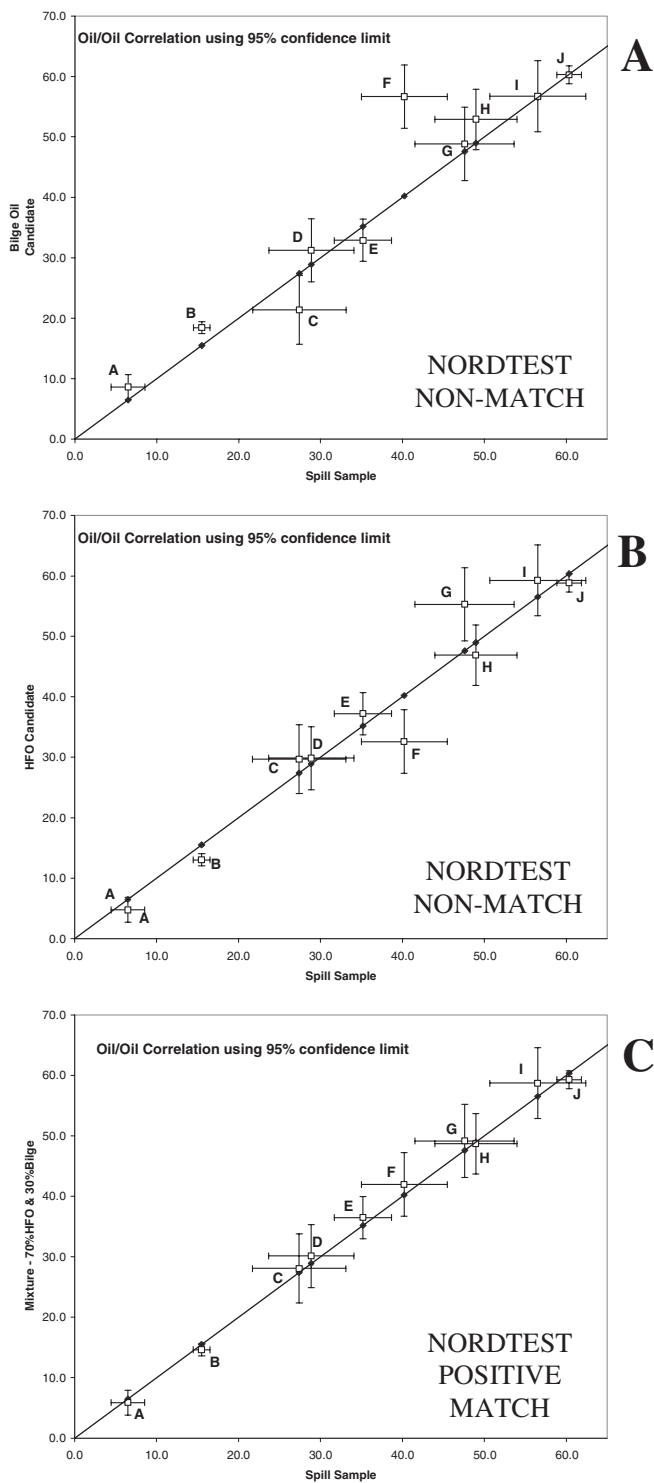 Oil/Oil Correlation using 95% confidence limit
A
70.0
60.0
50.0
40.0
30.0
20.0
10.0
0.0
Bilge Oil
Candidate
A
B
C
D
E
F
G
H
I
J
NORDTEST
NON-MATCH
0.0 10.0 20.0 30.0 40.0 50.0 60.0
Spill Sample
Oil/Oil Correlation using 95% confidence limit
B
70.0
60.0
50.0
40.0
30.0
20.0
10.0
0.0
HFO Candidate
A
A
B
C
D
E
F
G
H
I
J
NORDTEST
NON-MATCH
0.0 10.0 20.0 30.0 40.0 50.0 60.0
Spill Sample
Oil/Oil Correlation using 95% confidence limit
C
70.0
60.0
50.0
40.0
30.0
20.0
10.0
0.0
Mixture - 70%HFO & 30%Bilge
A
B
C
D
E
F
G
H
I
J
NORDTEST
POSITIVE
MATCH
0.0 10.0 20.0 30.0 40.0 50.0 60.0
Spill Sample